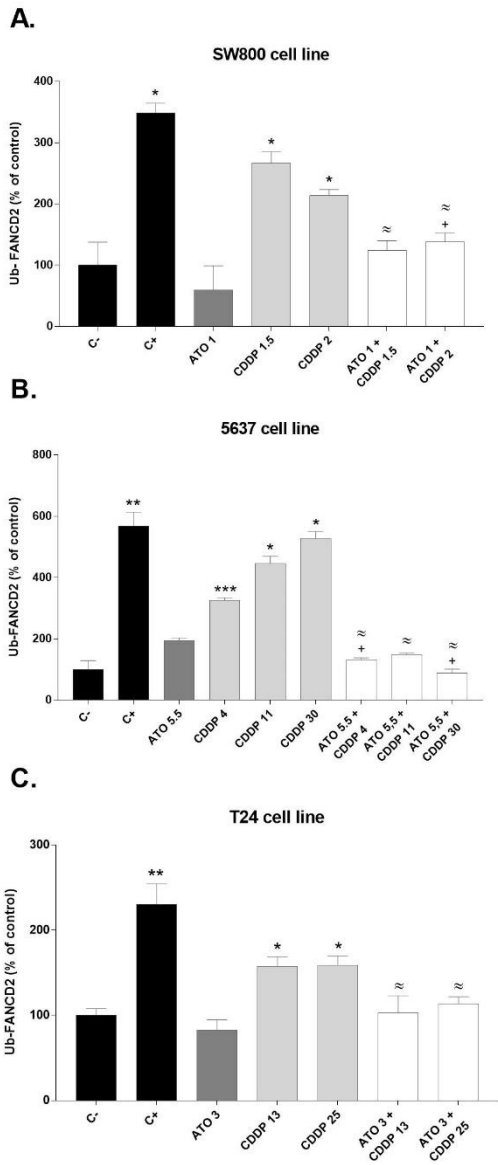 A.
SW800 cell line
Ub- FANCD2 (% of control)
400
300
200
100
0
*
*
*
≈
≈
+
C-
C+
ATO 1
CDDP 1.5
CDDP 2
ATO 1 +
CDDP 1.5
ATO 1 +
CDDP 2
B.
5637 cell line
Ub-FANCD2 (% of control)
800
600
400
200
0
**
***
*
*
≈
+
≈
≈
+
C-
C+
ATO 5.5
CDDP 4
CDDP 11
CDDP 30
ATO 5.5 +
CDDP 4
ATO 5,5 +
CDDP 11
ATO 5,5 +
CDDP 30
C.
T24 cell line
Ub-FANCD2 (% of control)
300
200
100
0
**
*
*
≈
≈
C-
C+
ATO 3
CDDP 13
CDDP 25
ATO 3 +
CDDP 13
ATO 3 +
CDDP 25